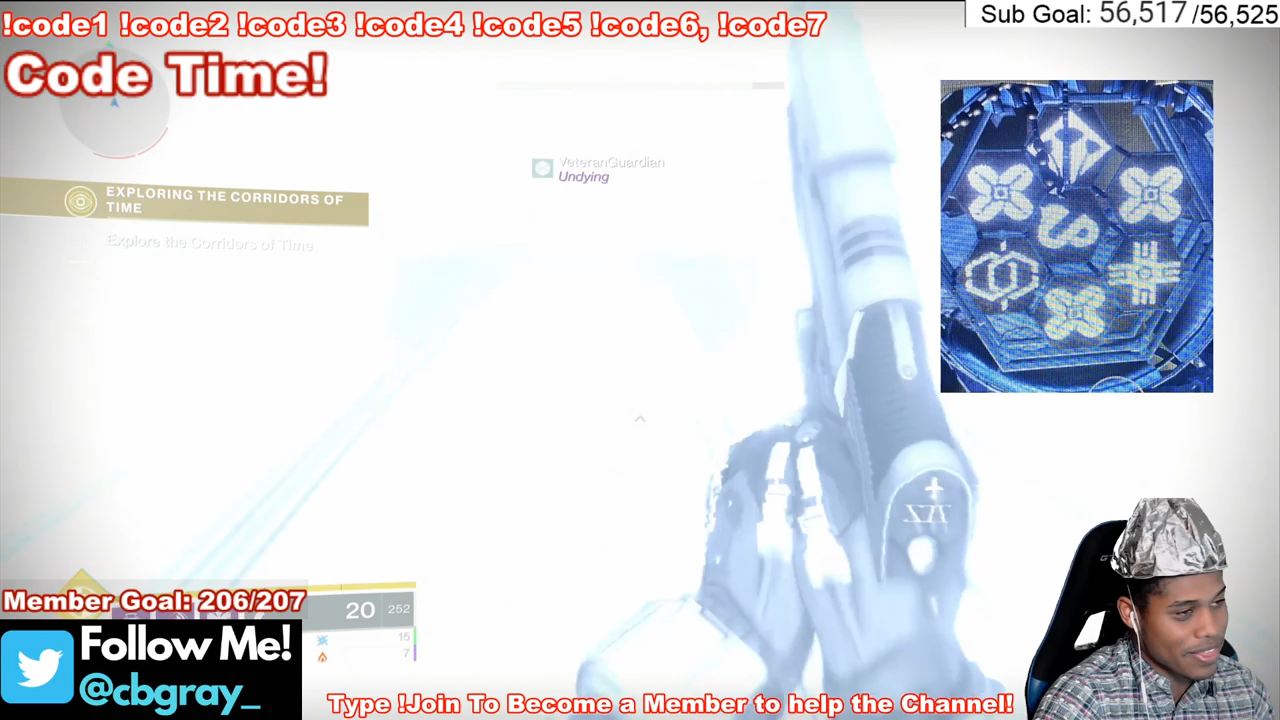 !code1 !code2 !code3 !code4 !code5 !code6, !code7
Sub Goal: 56,517 /56,525
Code Time!
VeteranGuardian
Undying
EXPLORING THE CORRIDORS OF
TIME
Explore the Corridors of Time
Member Goal: 206/207
20 252
15
7
Follow Me!
@cbgray_
Type !Join To Become a Member to help the Channel!